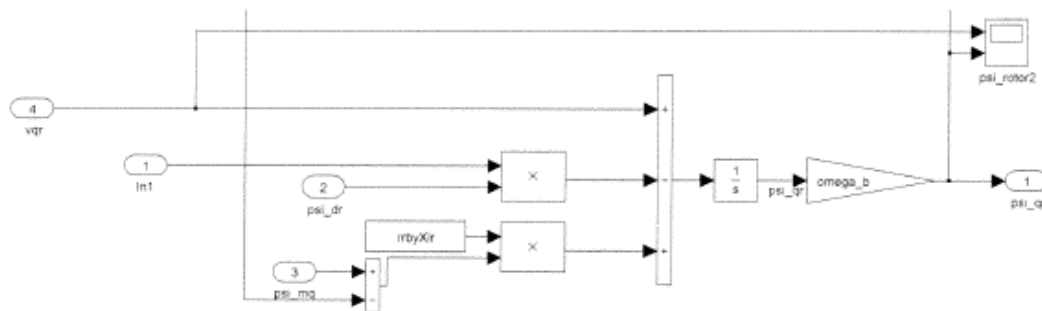 psi_rotor2
4
vqr
+
1
In1
×
2
psi_dr
−
1
s
psi_qr
omega_b
1
psi_q
rrbyXlr
×
+
3
psi_mq
+
−